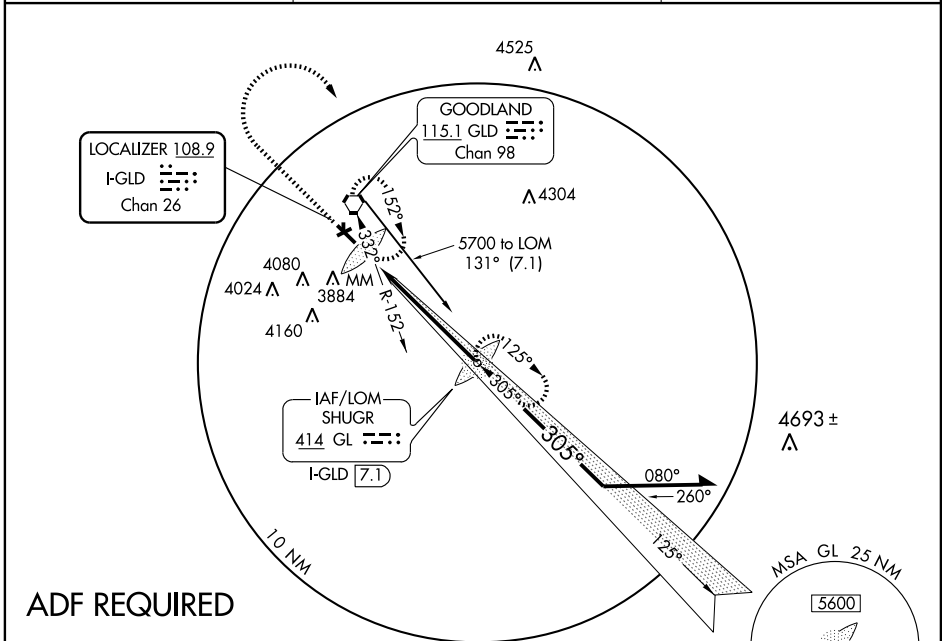 4525
GOODLAND
115.1 GLD
Chan 98
LOCALIZER 108.9
I-GLD
Chan 26
4304
152°
332°
5700 to LOM
131° (7.1)
4080
4024
3884
MM
4160
R-152
125°
IAF/LOM
SHUGR
414 GL
I-GLD 7.1
305°
305°
4693 ±
080°
260°
125°
10 NM
MSA GL 25 NM
5600
ADF REQUIRED